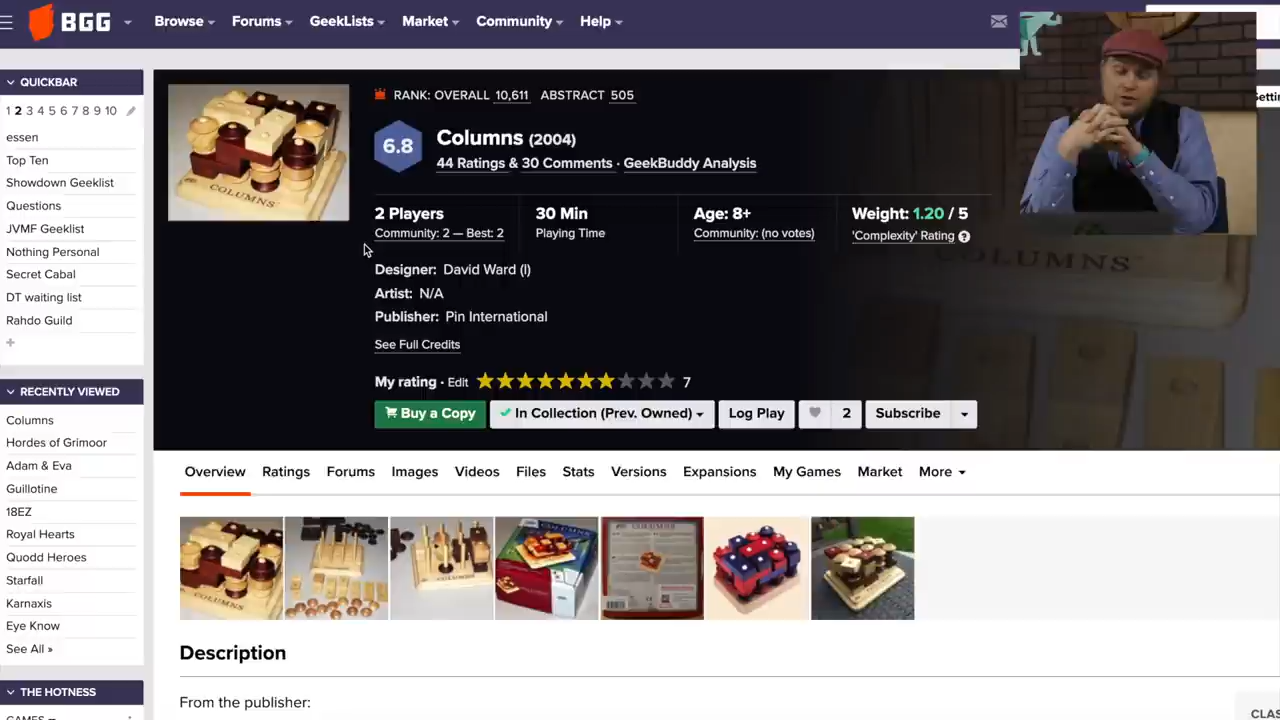 BGG
Browse Forums GeekLists Market Community Help
QUICKBAR
1 2 3 4 5 6 7 8 9 10
essen
Top Ten
Showdown Geeklist
Questions
JVMF Geeklist
Nothing Personal
Secret Cabal
DT waiting list
Rahdo Guild
+
RECENTLY VIEWED
Columns
Hordes of Grimoor
Adam & Eva
Guillotine
18EZ
Royal Hearts
Quodd Heroes
Starfall
Karnaxis
Eye Know
See All »
THE HOTNESS
GAMES
RANK: OVERALL 10,611 ABSTRACT 505
6.8
Columns (2004)
44 Ratings & 30 Comments · GeekBuddy Analysis
2 Players
Community: 2 — Best: 2
30 Min
Playing Time
Age: 8+
Community: (no votes)
Weight: 1.20 / 5
'Complexity' Rating ?
Designer: David Ward (I)
Artist: N/A
Publisher: Pin International
See Full Credits
My rating · Edit 7
Buy a Copy In Collection (Prev. Owned) Log Play 2 Subscribe
COLUMNS
COLUMNS
Overview Ratings Forums Images Videos Files Stats Versions Expansions My Games Market More
COLUMNS
COLUMNS
Description
From the publisher: